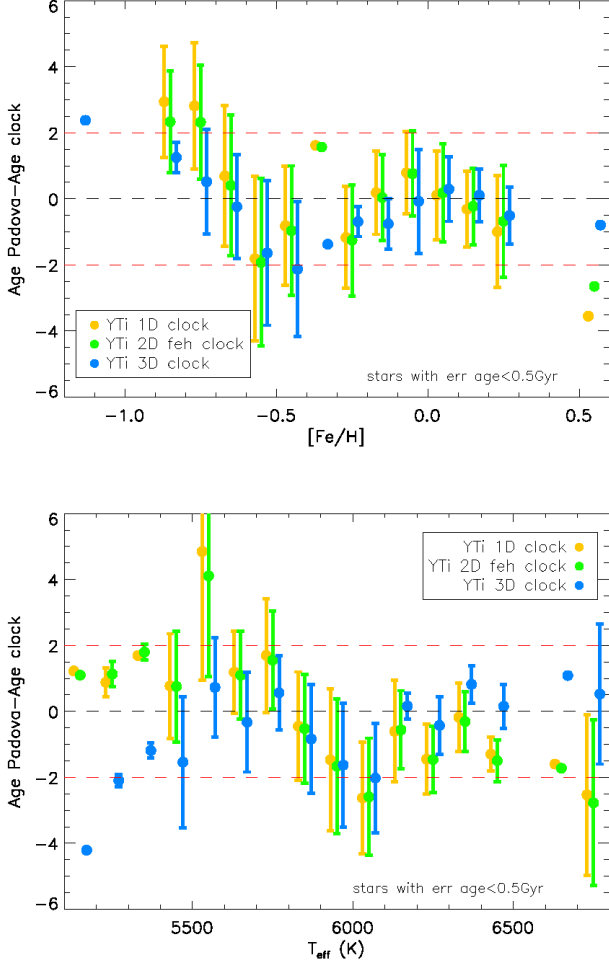 6
4
2
0
−2
−4
−6
Age Padova−Age clock
YTi 1D clock
YTi 2D feh clock
YTi 3D clock
stars with err age<0.5Gyr
−1.0 −0.5 0.0 0.5
[Fe/H]
6
4
2
0
−2
−4
−6
Age Padova−Age clock
YTi 1D clock
YTi 2D feh clock
YTi 3D clock
stars with err age<0.5Gyr
5500 6000 6500
Teff (K)